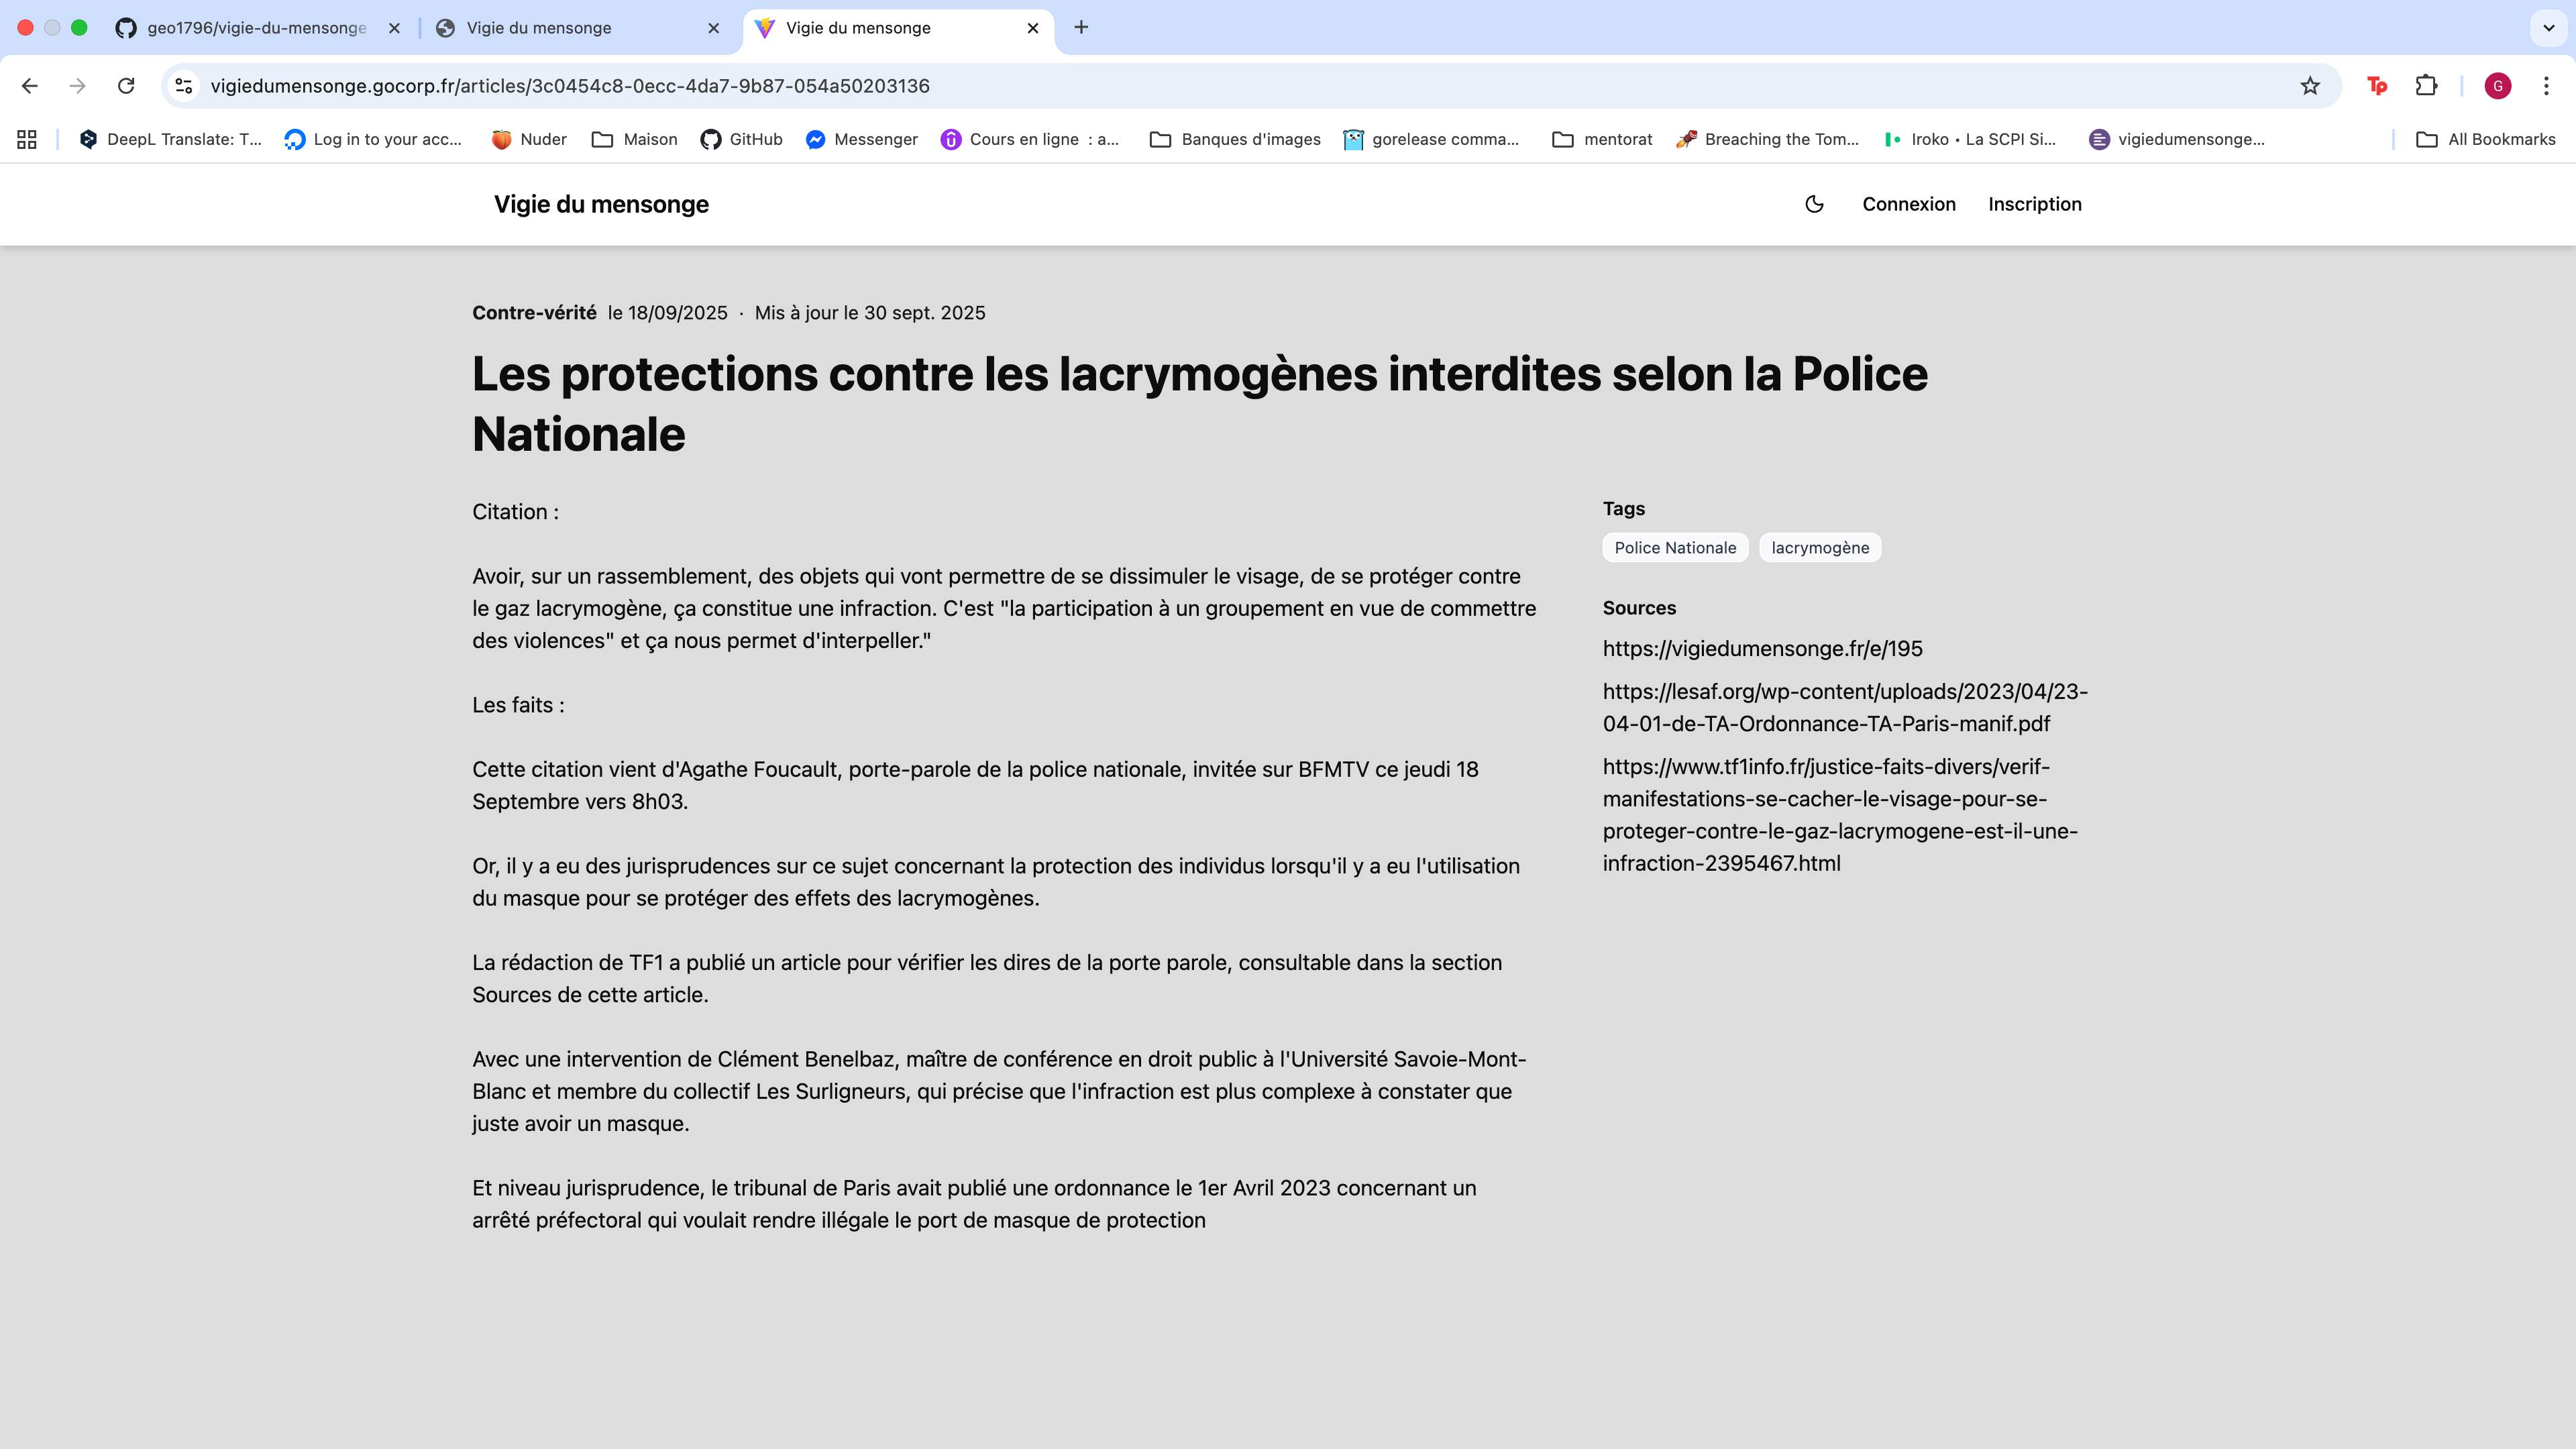 geo1796/vigie-du-mensonge
Vigie du mensonge
Vigie du mensonge
vigiedumensonge.gocorp.fr/articles/3c0454c8-0ecc-4da7-9b87-054a50203136
Tp
G
DeepL Translate: T...
Log in to your acc...
Nuder
Maison
GitHub
Messenger
Cours en ligne : a...
Banques d'images
gorelease comma...
mentorat
Breaching the Tom...
Iroko • La SCPI Si...
vigiedumensonge...
All Bookmarks
Vigie du mensonge
Connexion
Inscription
Contre-vérité le 18/09/2025 · Mis à jour le 30 sept. 2025
Les protections contre les lacrymogènes interdites selon la Police
Nationale
Citation :
Avoir, sur un rassemblement, des objets qui vont permettre de se dissimuler le visage, de se protéger contre
le gaz lacrymogène, ça constitue une infraction. C'est "la participation à un groupement en vue de commettre
des violences" et ça nous permet d'interpeller."
Les faits :
Cette citation vient d'Agathe Foucault, porte-parole de la police nationale, invitée sur BFMTV ce jeudi 18
Septembre vers 8h03.
Or, il y a eu des jurisprudences sur ce sujet concernant la protection des individus lorsqu'il y a eu l'utilisation
du masque pour se protéger des effets des lacrymogènes.
La rédaction de TF1 a publié un article pour vérifier les dires de la porte parole, consultable dans la section
Sources de cette article.
Avec une intervention de Clément Benelbaz, maître de conférence en droit public à l'Université Savoie-Mont-
Blanc et membre du collectif Les Surligneurs, qui précise que l'infraction est plus complexe à constater que
juste avoir un masque.
Et niveau jurisprudence, le tribunal de Paris avait publié une ordonnance le 1er Avril 2023 concernant un
arrêté préfectoral qui voulait rendre illégale le port de masque de protection
Tags
Police Nationale
lacrymogène
Sources
https://vigiedumensonge.fr/e/195
https://lesaf.org/wp-content/uploads/2023/04/23-
04-01-de-TA-Ordonnance-TA-Paris-manif.pdf
https://www.tf1info.fr/justice-faits-divers/verif-
manifestations-se-cacher-le-visage-pour-se-
proteger-contre-le-gaz-lacrymogene-est-il-une-
infraction-2395467.html